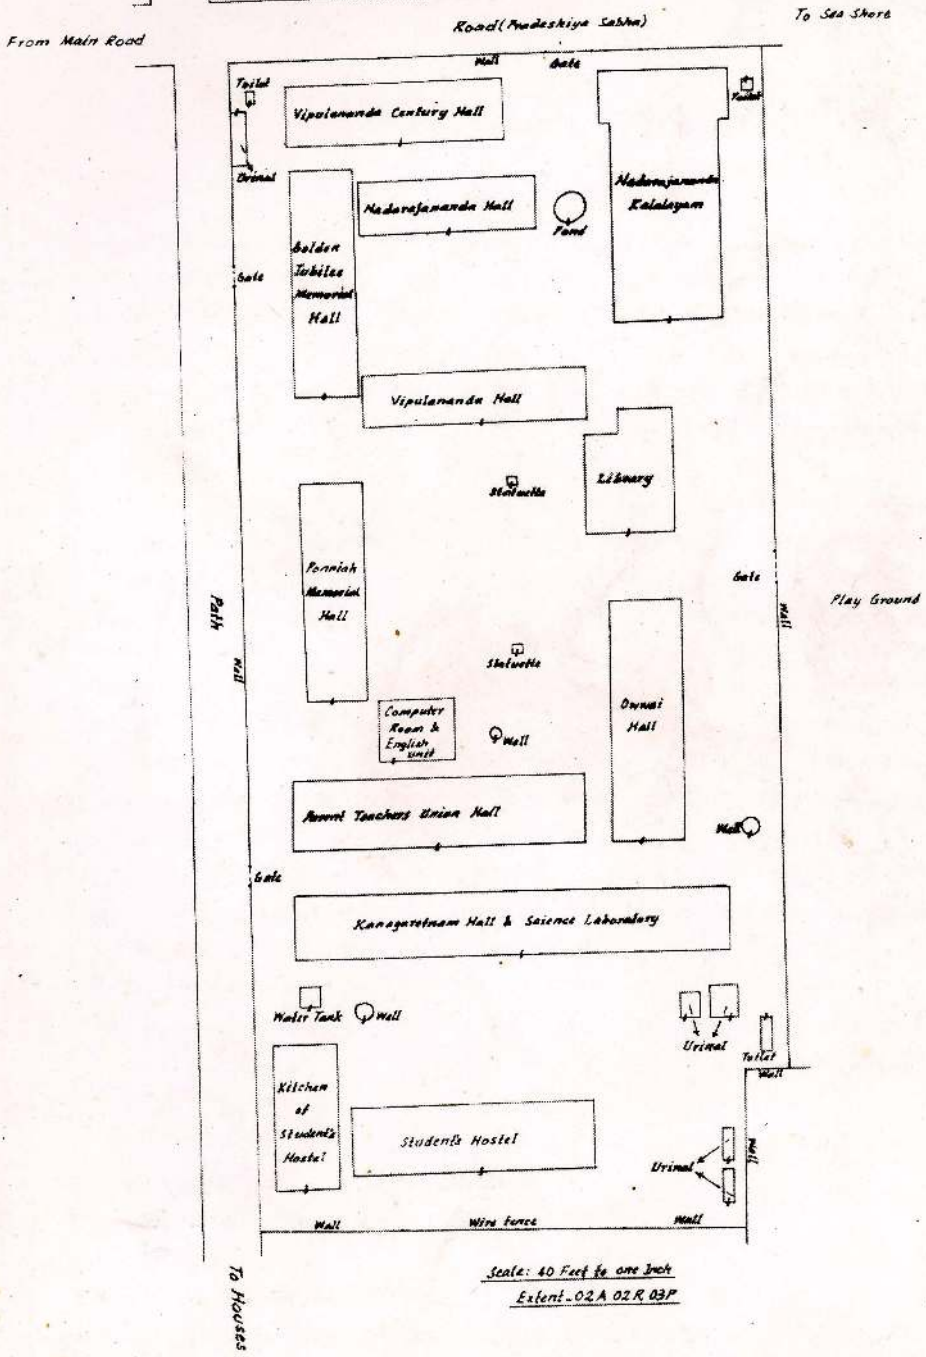 Road (Pradeshiya Sabha)
To Sea Shore
From Main Road
Wall
Gate
Toilet
Toilet
Vipulananda Century Hall
Urinal
Nadarajananda
Kalalayam
Nadarajananda Hall
Pond
Golden
Jubilee
Memorial
Hall
Gate
Vipulananda Hall
Library
Statuette
Ponniah
Memorial
Hall
Gate
Play Ground
Path
Wall
Wall
Statuette
Computer
Room &
English
Unit
Well
Owwai
Hall
Parent Teachers Union Hall
Well
Gate
Kanagaretnam Hall & Saience Laboratory
Water Tank
Well
Urinal
Toilet
Wall
Kitchen
of
Student's
Hostel
Student's Hostel
Urinal
Wall
Wall
Wire fence
Wall
To Houses
Scale: 40 Feet to one Inch
Extent - 02A 02R 03P